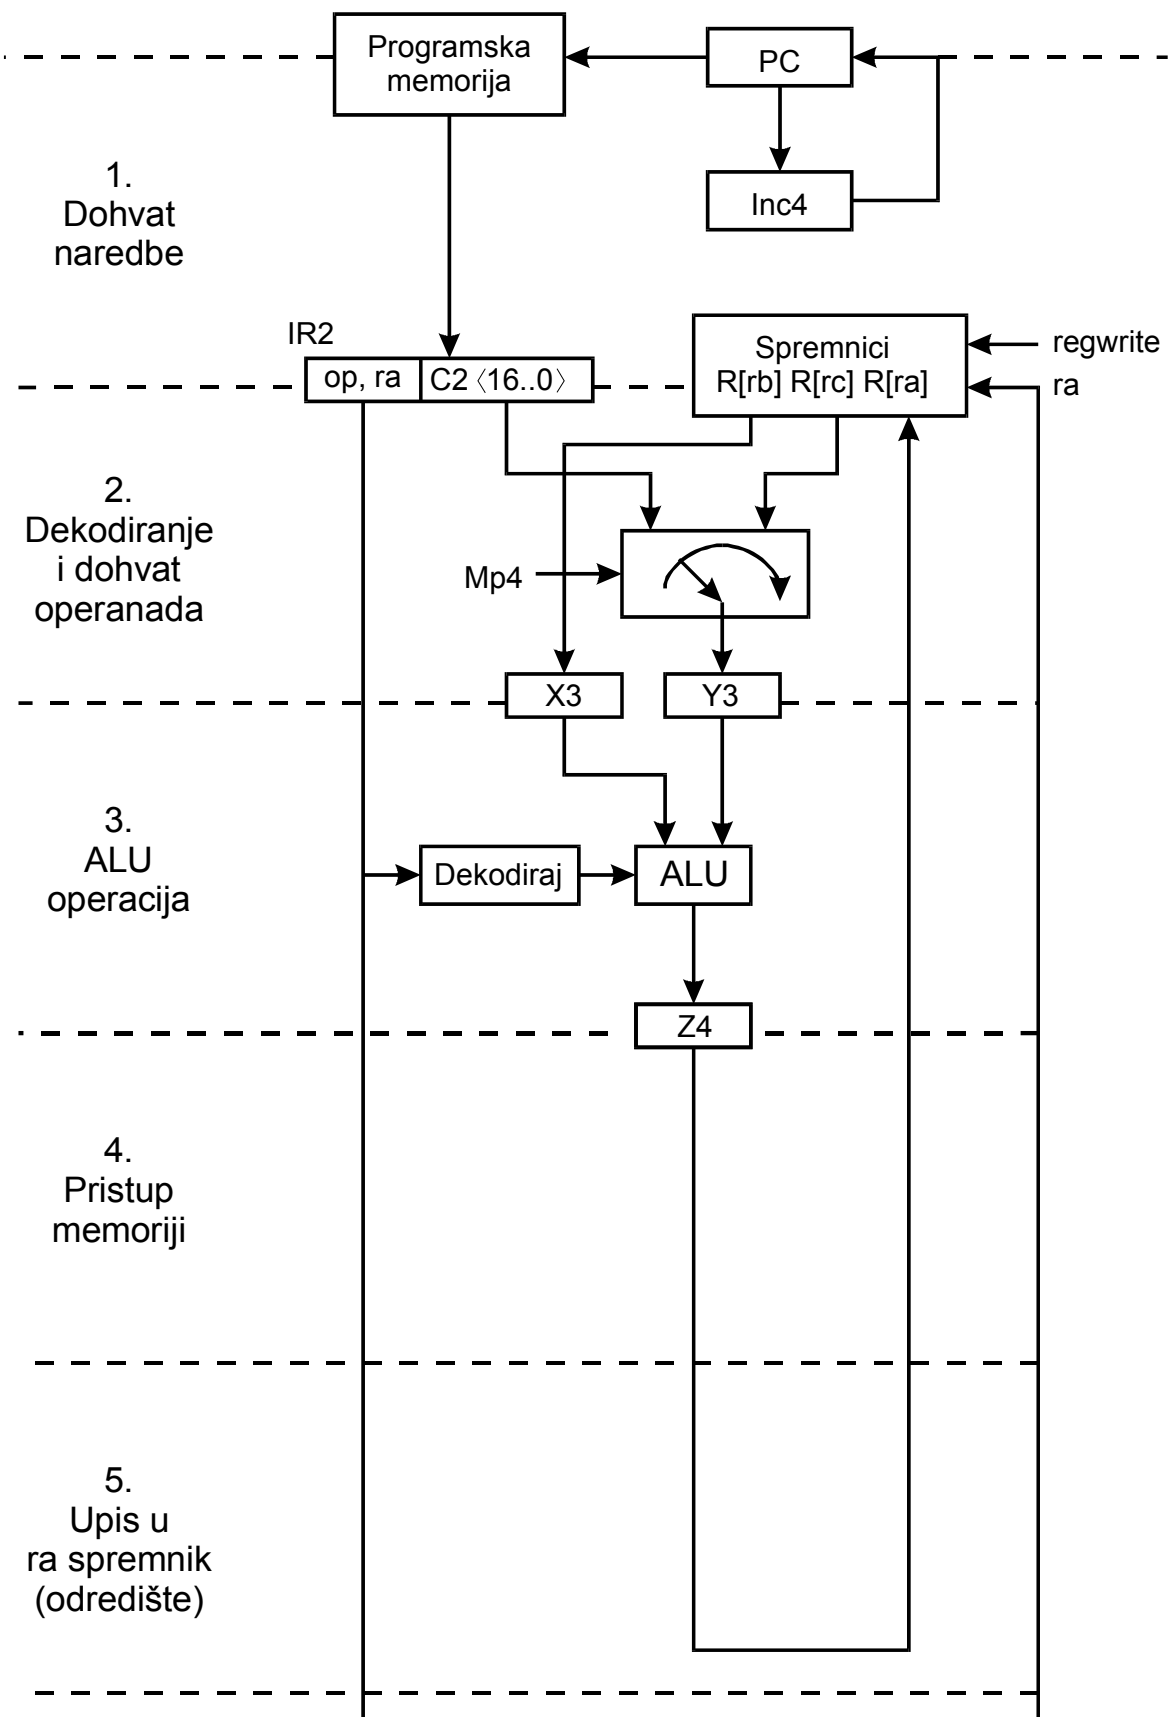 Programska
memorija
PC
1.
Dohvat
naredbe
Inc4
IR2
op, ra
C2 〈16..0〉
Spremnici
R[rb] R[rc] R[ra]
regwrite
ra
2.
Dekodiranje
i dohvat
operanada
Mp4
X3
Y3
3.
ALU
operacija
Dekodiraj
ALU
Z4
4.
Pristup
memoriji
5.
Upis u
ra spremnik
(odredište)